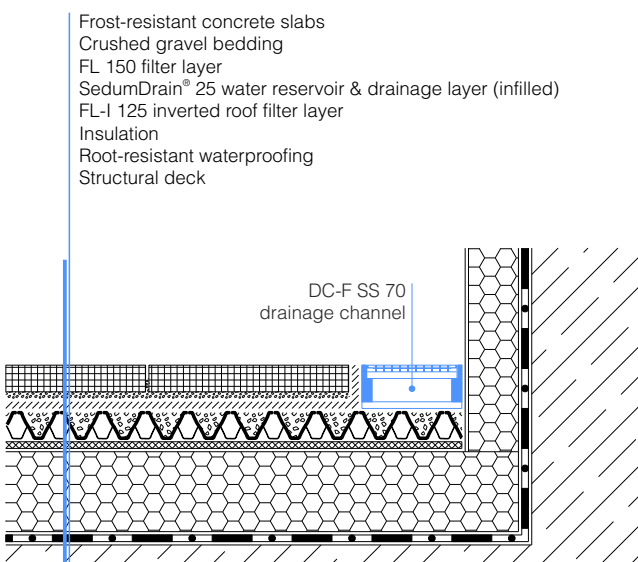 Frost-resistant concrete slabs
Crushed gravel bedding
FL 150 filter layer
SedumDrain® 25 water reservoir & drainage layer (infilled)
FL-I 125 inverted roof filter layer
Insulation
Root-resistant waterproofing
Structural deck
DC-F SS 70
drainage channel